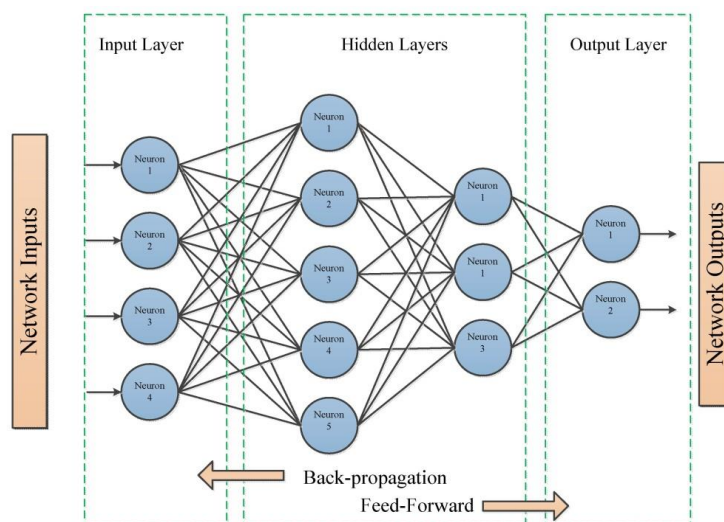 Input Layer
Hidden Layers
Output Layer
Network Inputs
Neuron
1
Neuron
2
Neuron
3
Neuron
4
Neuron
1
Neuron
2
Neuron
3
Neuron
4
Neuron
5
Neuron
1
Neuron
1
Neuron
3
Neuron
1
Neuron
2
Network Outputs
Back-propagation
Feed-Forward